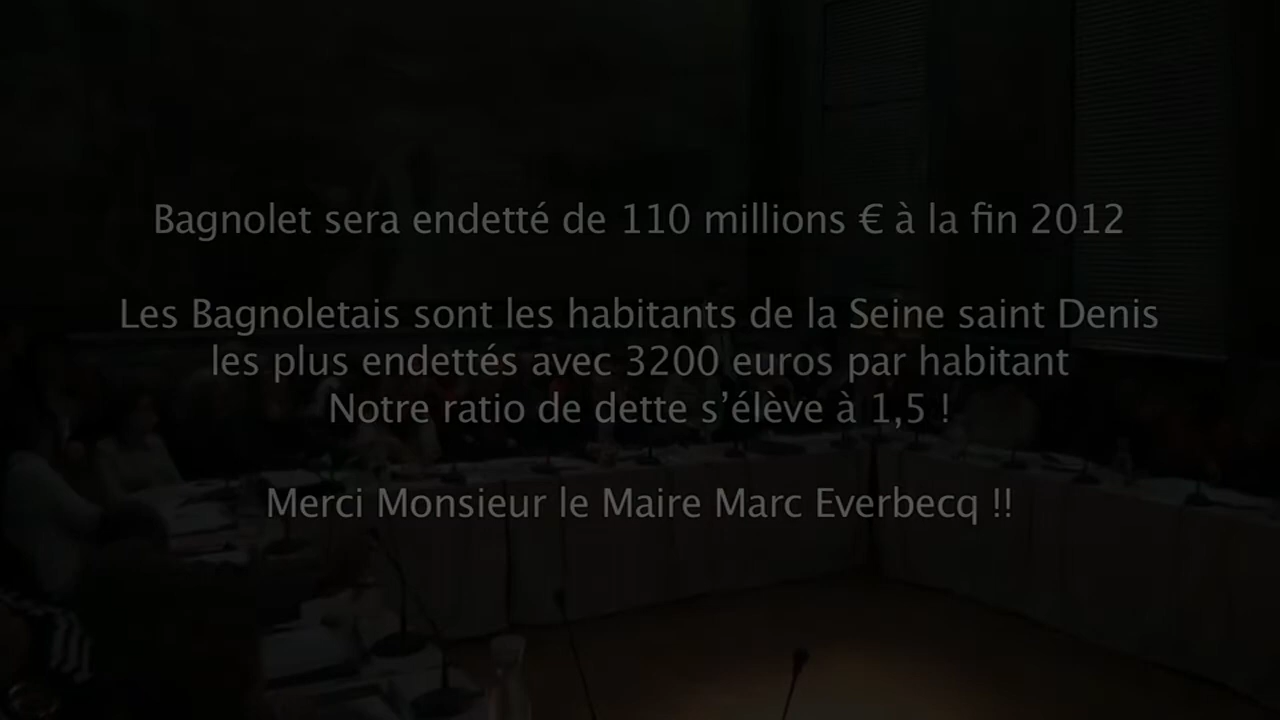 Bagnolet sera endetté de 110 millions € à la fin 2012
Les Bagnoletais sont les habitants de la Seine saint Denis
les plus endettés avec 3200 euros par habitant
Notre ratio de dette s’élève à 1,5 !
Merci Monsieur le Maire Marc Everbecq !!